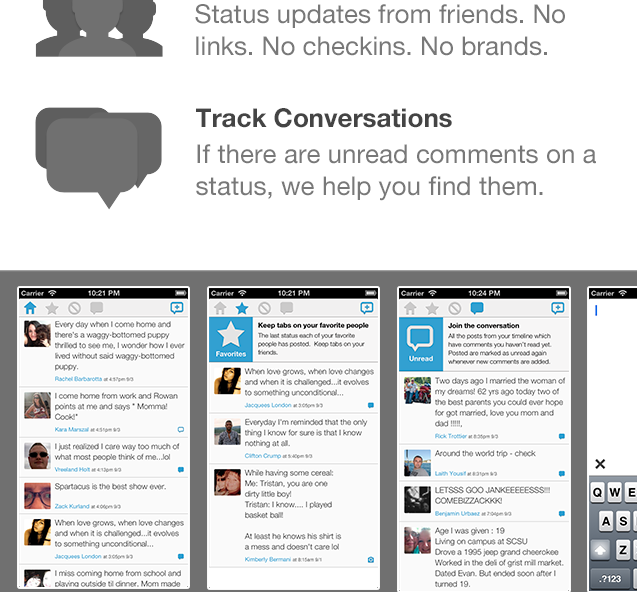 Status updates from friends. No
links. No checkins. No brands.
Track Conversations
If there are unread comments on a
status, we help you find them.
Carrier 10:21 PM
Every day when I come home and
there's a waggy-bottomed puppy
thrilled to see me, I wonder how I ever
lived without said waggy-bottomed
puppy.
Rachel Barbarotta at 4:57pm 9/3
I come home from work and Rowan
points at me and says " Momma!
Cook!"
Kara Marszal at 4:51pm 9/3
I just realized I care way too much of
what most people think of me...lol
Vreeland Holt at 4:13pm 9/3
Spartacus is the best show ever.
Zack Kurland at 4:06pm 9/3
When love grows, when love changes
and when it is challenged...it evolves
to something unconditional...
Jacquees London at 2:05pm 9/3
I miss coming home from school and
playing outside til dinner. Mom made
Carrier 10:21 PM
Favorites
Keep tabs on your favorite people
The last status each of your favorite
people has posted. Keep tabs on your
friends.
When love grows, when love changes
and when it is challenged...it evolves
to something unconditional...
Jacquees London at 2:05pm 9/3
Everyday I'm reminded that the only
thing I know for sure is that I know
nothing at all.
Clifton Crump at 5:40pm 9/3
While having some cereal:
Me: Tristan, you are one
dirty little boy!
Tristan: I know.... I played
basket ball!
At least he knows his shirt is
a mess and doesn't care lol
Kimberly Bermani at 8:15am 9/1
Carrier 10:24 PM
Unread
Join the conversation
All the posts from your timeline which
have comments you haven't read yet.
Posted are marked as unread again
whenever new comments are added.
Two days ago I married the woman of
my dreams! 62 yrs ago today two of
the best parents you could ever hope
for got married, love you mom and
dad !!!!!,
Rick Trottier at 8:35pm 9/3
Around the world trip - check
Laith Yousif at 8:31pm 9/3
LETSSS GOO JANKEEEEESSS!!!
COMEBIZZACKKK!
Benjamin Urbaez at 7:04pm 9/3
Age I was given : 19
Living on campus at SCSU
Drove a 1995 jeep grand cherokee
Worked in the deli of grist mill market.
Dated Evan. But ended soon after I
turned 19.
Carrier
Q W E
A S
Z
.?123